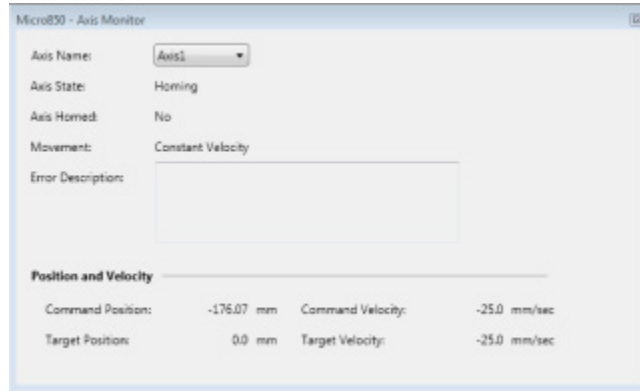 Micro850 - Axis Monitor
Axis Name: Axis1
Axis State: Homing
Axis Homed: No
Movement: Constant Velocity
Error Description:
Position and Velocity
Command Position: -176.07 mm Command Velocity: -25.0 mm/sec
Target Position: 0.0 mm Target Velocity: -25.0 mm/sec